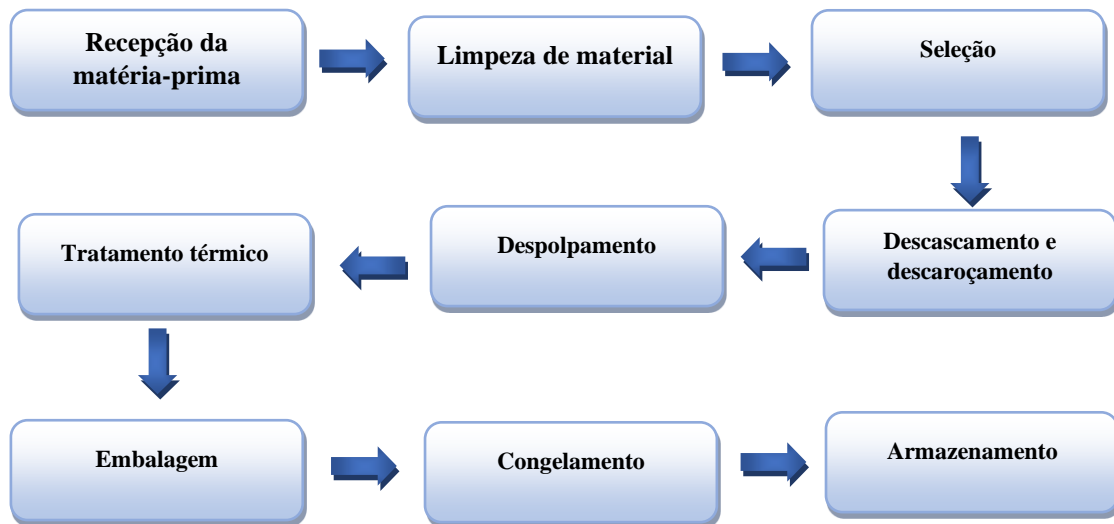 Recepção da
matéria-prima
Limpeza de material
Seleção
Descascamento e
descaroçamento
Despolpamento
Tratamento térmico
Embalagem
Congelamento
Armazenamento